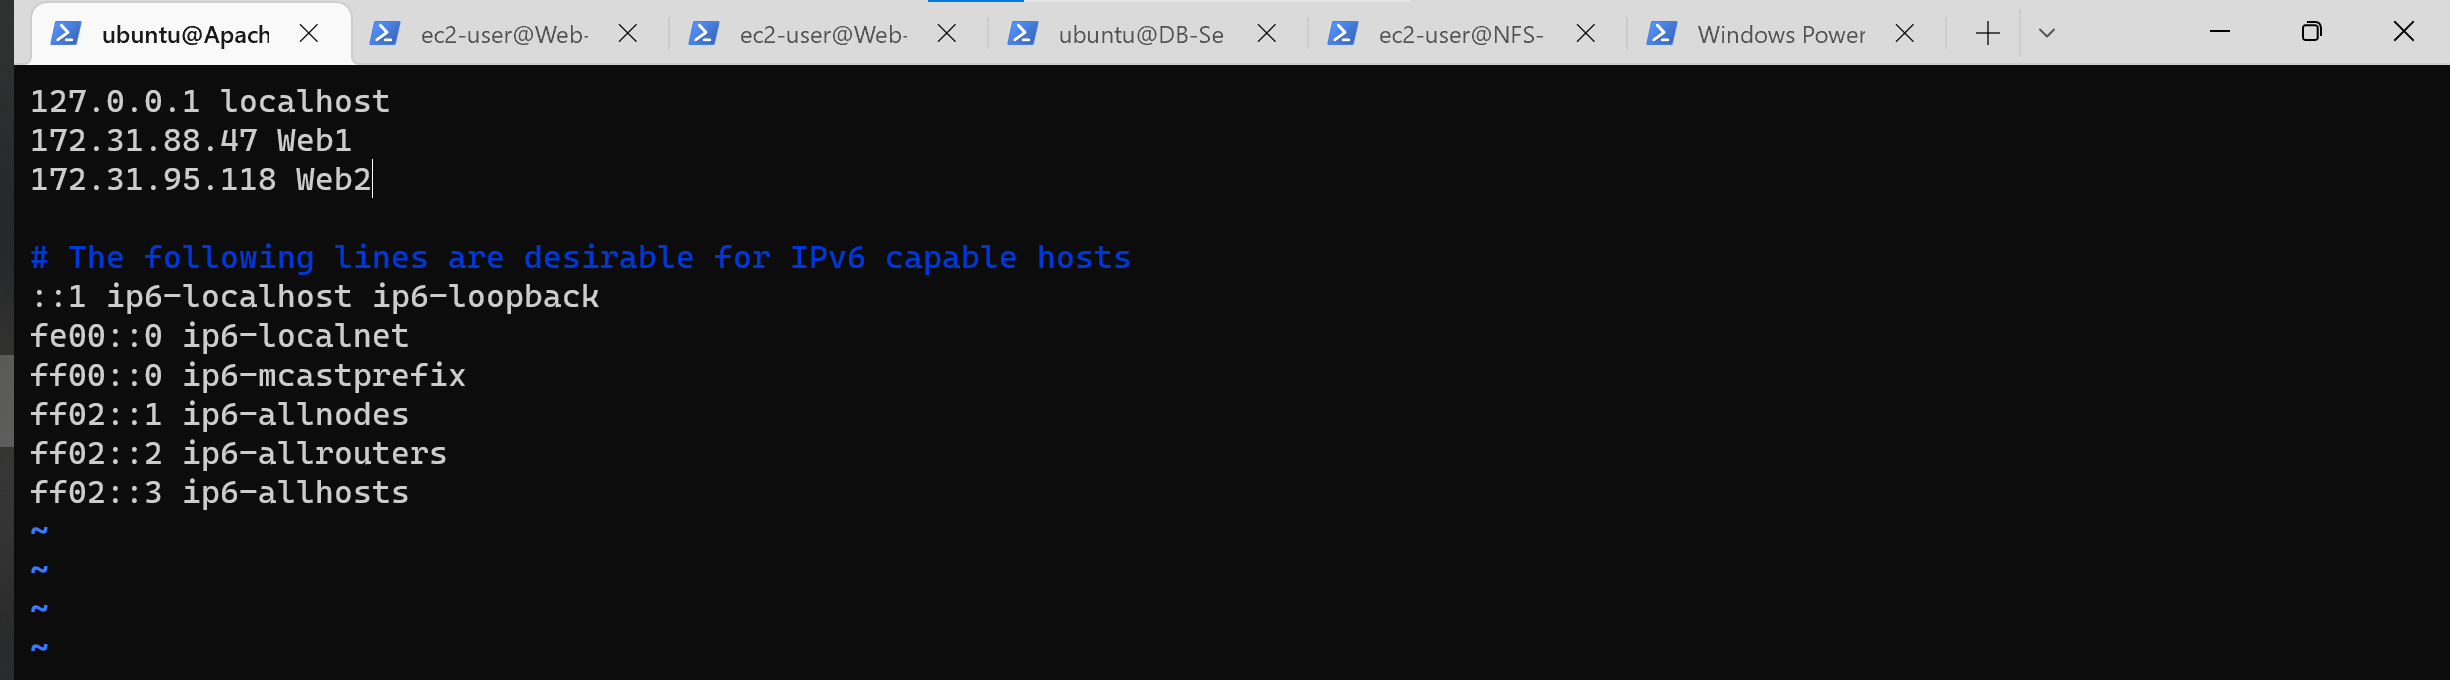 ubuntu@Apach
ec2-user@Web-
ec2-user@Web-
ubuntu@DB-Se
ec2-user@NFS-
Windows Power
127.0.0.1 localhost
172.31.88.47 Web1
172.31.95.118 Web2
# The following lines are desirable for IPv6 capable hosts
::1 ip6-localhost ip6-loopback
fe00::0 ip6-localnet
ff00::0 ip6-mcastprefix
ff02::1 ip6-allnodes
ff02::2 ip6-allrouters
ff02::3 ip6-allhosts
~
~
~
~